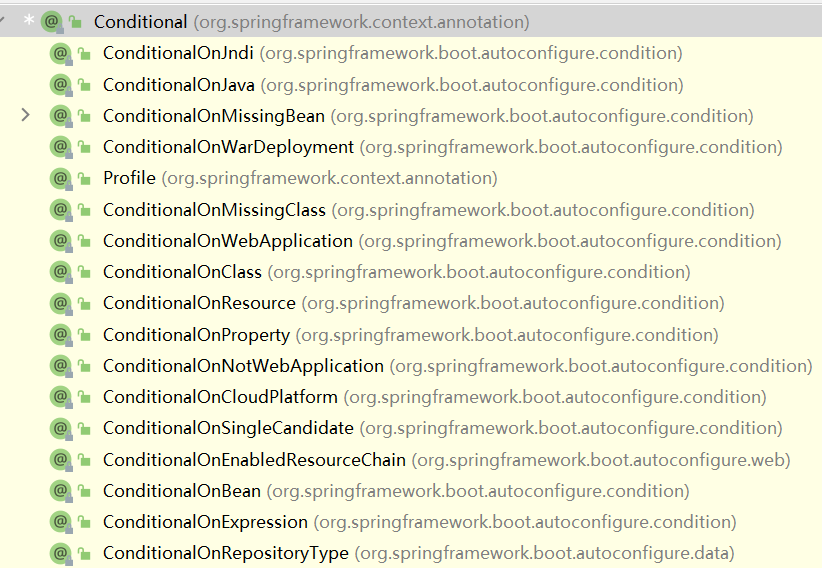 Conditional (org.springframework.context.annotation)
ConditionalOnJndi (org.springframework.boot.autoconfigure.condition)
ConditionalOnJava (org.springframework.boot.autoconfigure.condition)
ConditionalOnMissingBean (org.springframework.boot.autoconfigure.condition)
ConditionalOnWarDeployment (org.springframework.boot.autoconfigure.condition)
Profile (org.springframework.context.annotation)
ConditionalOnMissingClass (org.springframework.boot.autoconfigure.condition)
ConditionalOnWebApplication (org.springframework.boot.autoconfigure.condition)
ConditionalOnClass (org.springframework.boot.autoconfigure.condition)
ConditionalOnResource (org.springframework.boot.autoconfigure.condition)
ConditionalOnProperty (org.springframework.boot.autoconfigure.condition)
ConditionalOnNotWebApplication (org.springframework.boot.autoconfigure.condition)
ConditionalOnCloudPlatform (org.springframework.boot.autoconfigure.condition)
ConditionalOnSingleCandidate (org.springframework.boot.autoconfigure.condition)
ConditionalOnEnabledResourceChain (org.springframework.boot.autoconfigure.web)
ConditionalOnBean (org.springframework.boot.autoconfigure.condition)
ConditionalOnExpression (org.springframework.boot.autoconfigure.condition)
ConditionalOnRepositoryType (org.springframework.boot.autoconfigure.data)